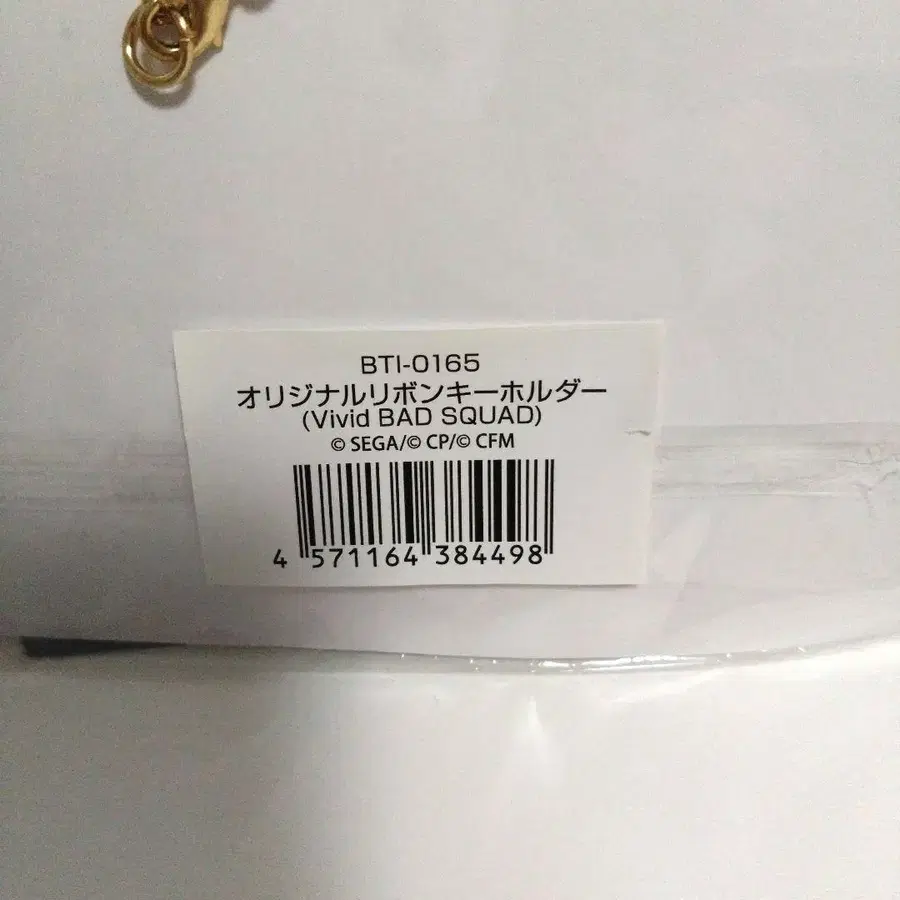 BTI-0165
オリジナルリボンキーホルダー
(Vivid BAD SQUAD)
© SEGA/© CP/© CFM
4 571164 384498